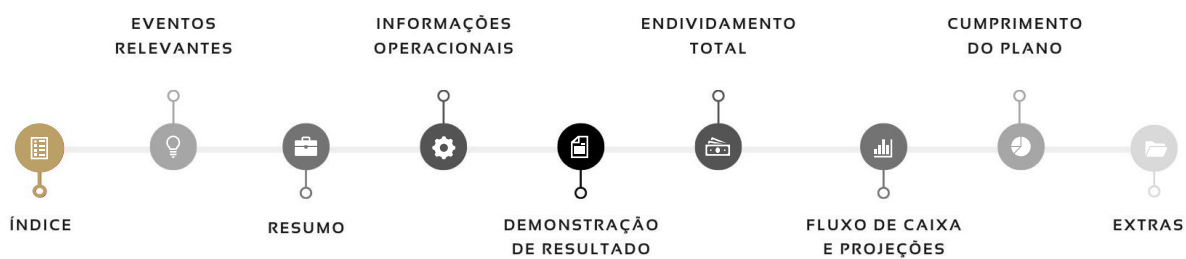 EVENTOS
RELEVANTES
INFORMAÇÕES
OPERACIONAIS
ENDIVIDAMENTO
TOTAL
CUMPRIMENTO
DO PLANO
ÍNDICE
RESUMO
DEMONSTRAÇÃO
DE RESULTADO
FLUXO DE CAIXA
E PROJEÇÕES
EXTRAS